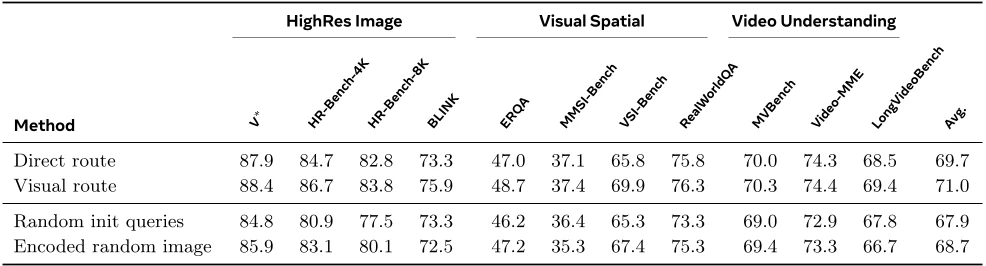 HighRes Image Visual Spatial Video Understanding
Method V* HR-Bench-4K HR-Bench-8K BLINK ERQA MMSI-Bench VSI-Bench RealWorldQA MVBench Video-MME LongVideoBench Avg.
Direct route 87.9 84.7 82.8 73.3 47.0 37.1 65.8 75.8 70.0 74.3 68.5 69.7
Visual route 88.4 86.7 83.8 75.9 48.7 37.4 69.9 76.3 70.3 74.4 69.4 71.0
Random init queries 84.8 80.9 77.5 73.3 46.2 36.4 65.3 73.3 69.0 72.9 67.8 67.9
Encoded random image 85.9 83.1 80.1 72.5 47.2 35.3 67.4 75.3 69.4 73.3 66.7 68.7